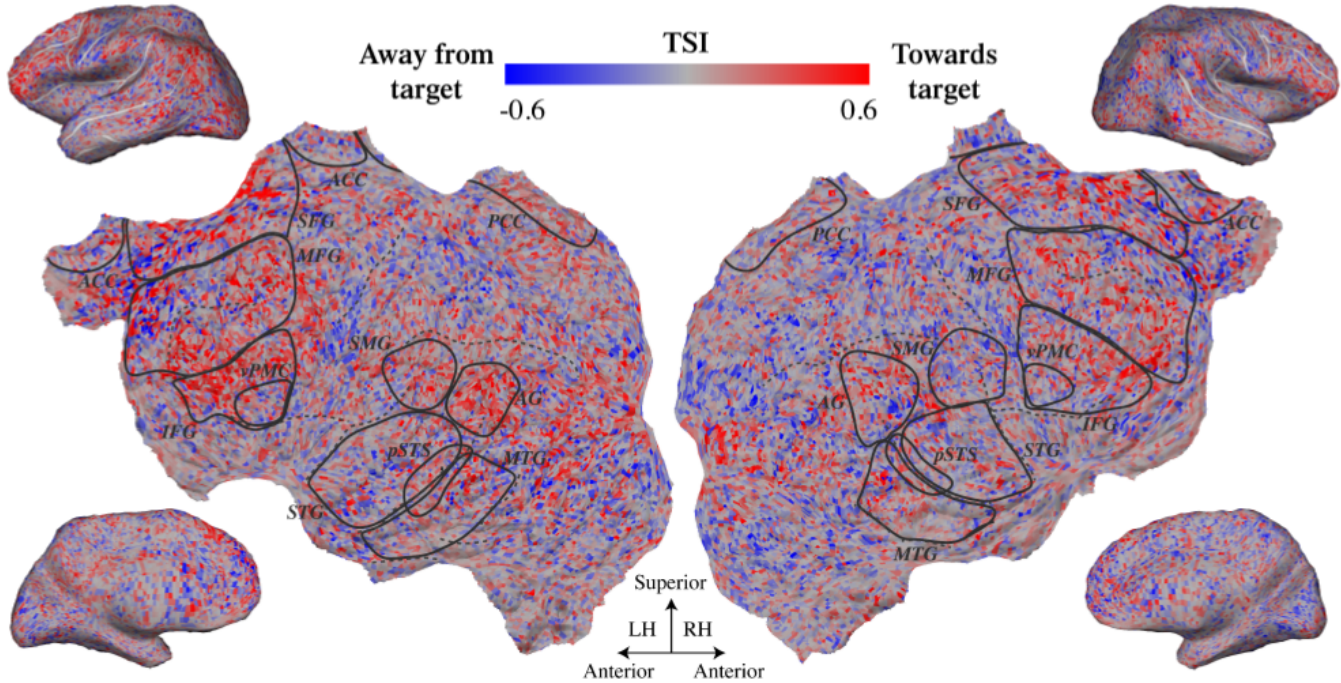 TSI
Away from
target
Towards
target
-0.6
0.6
ACC
SFG
PCC
MFG
ACC
SMG
vPMC
AG
IFG
pSTS
MTG
STG
SFG
ACC
PCC
MFG
SMG
vPMC
AG
IFG
pSTS
STG
MTG
Superior
LH
RH
Anterior
Anterior